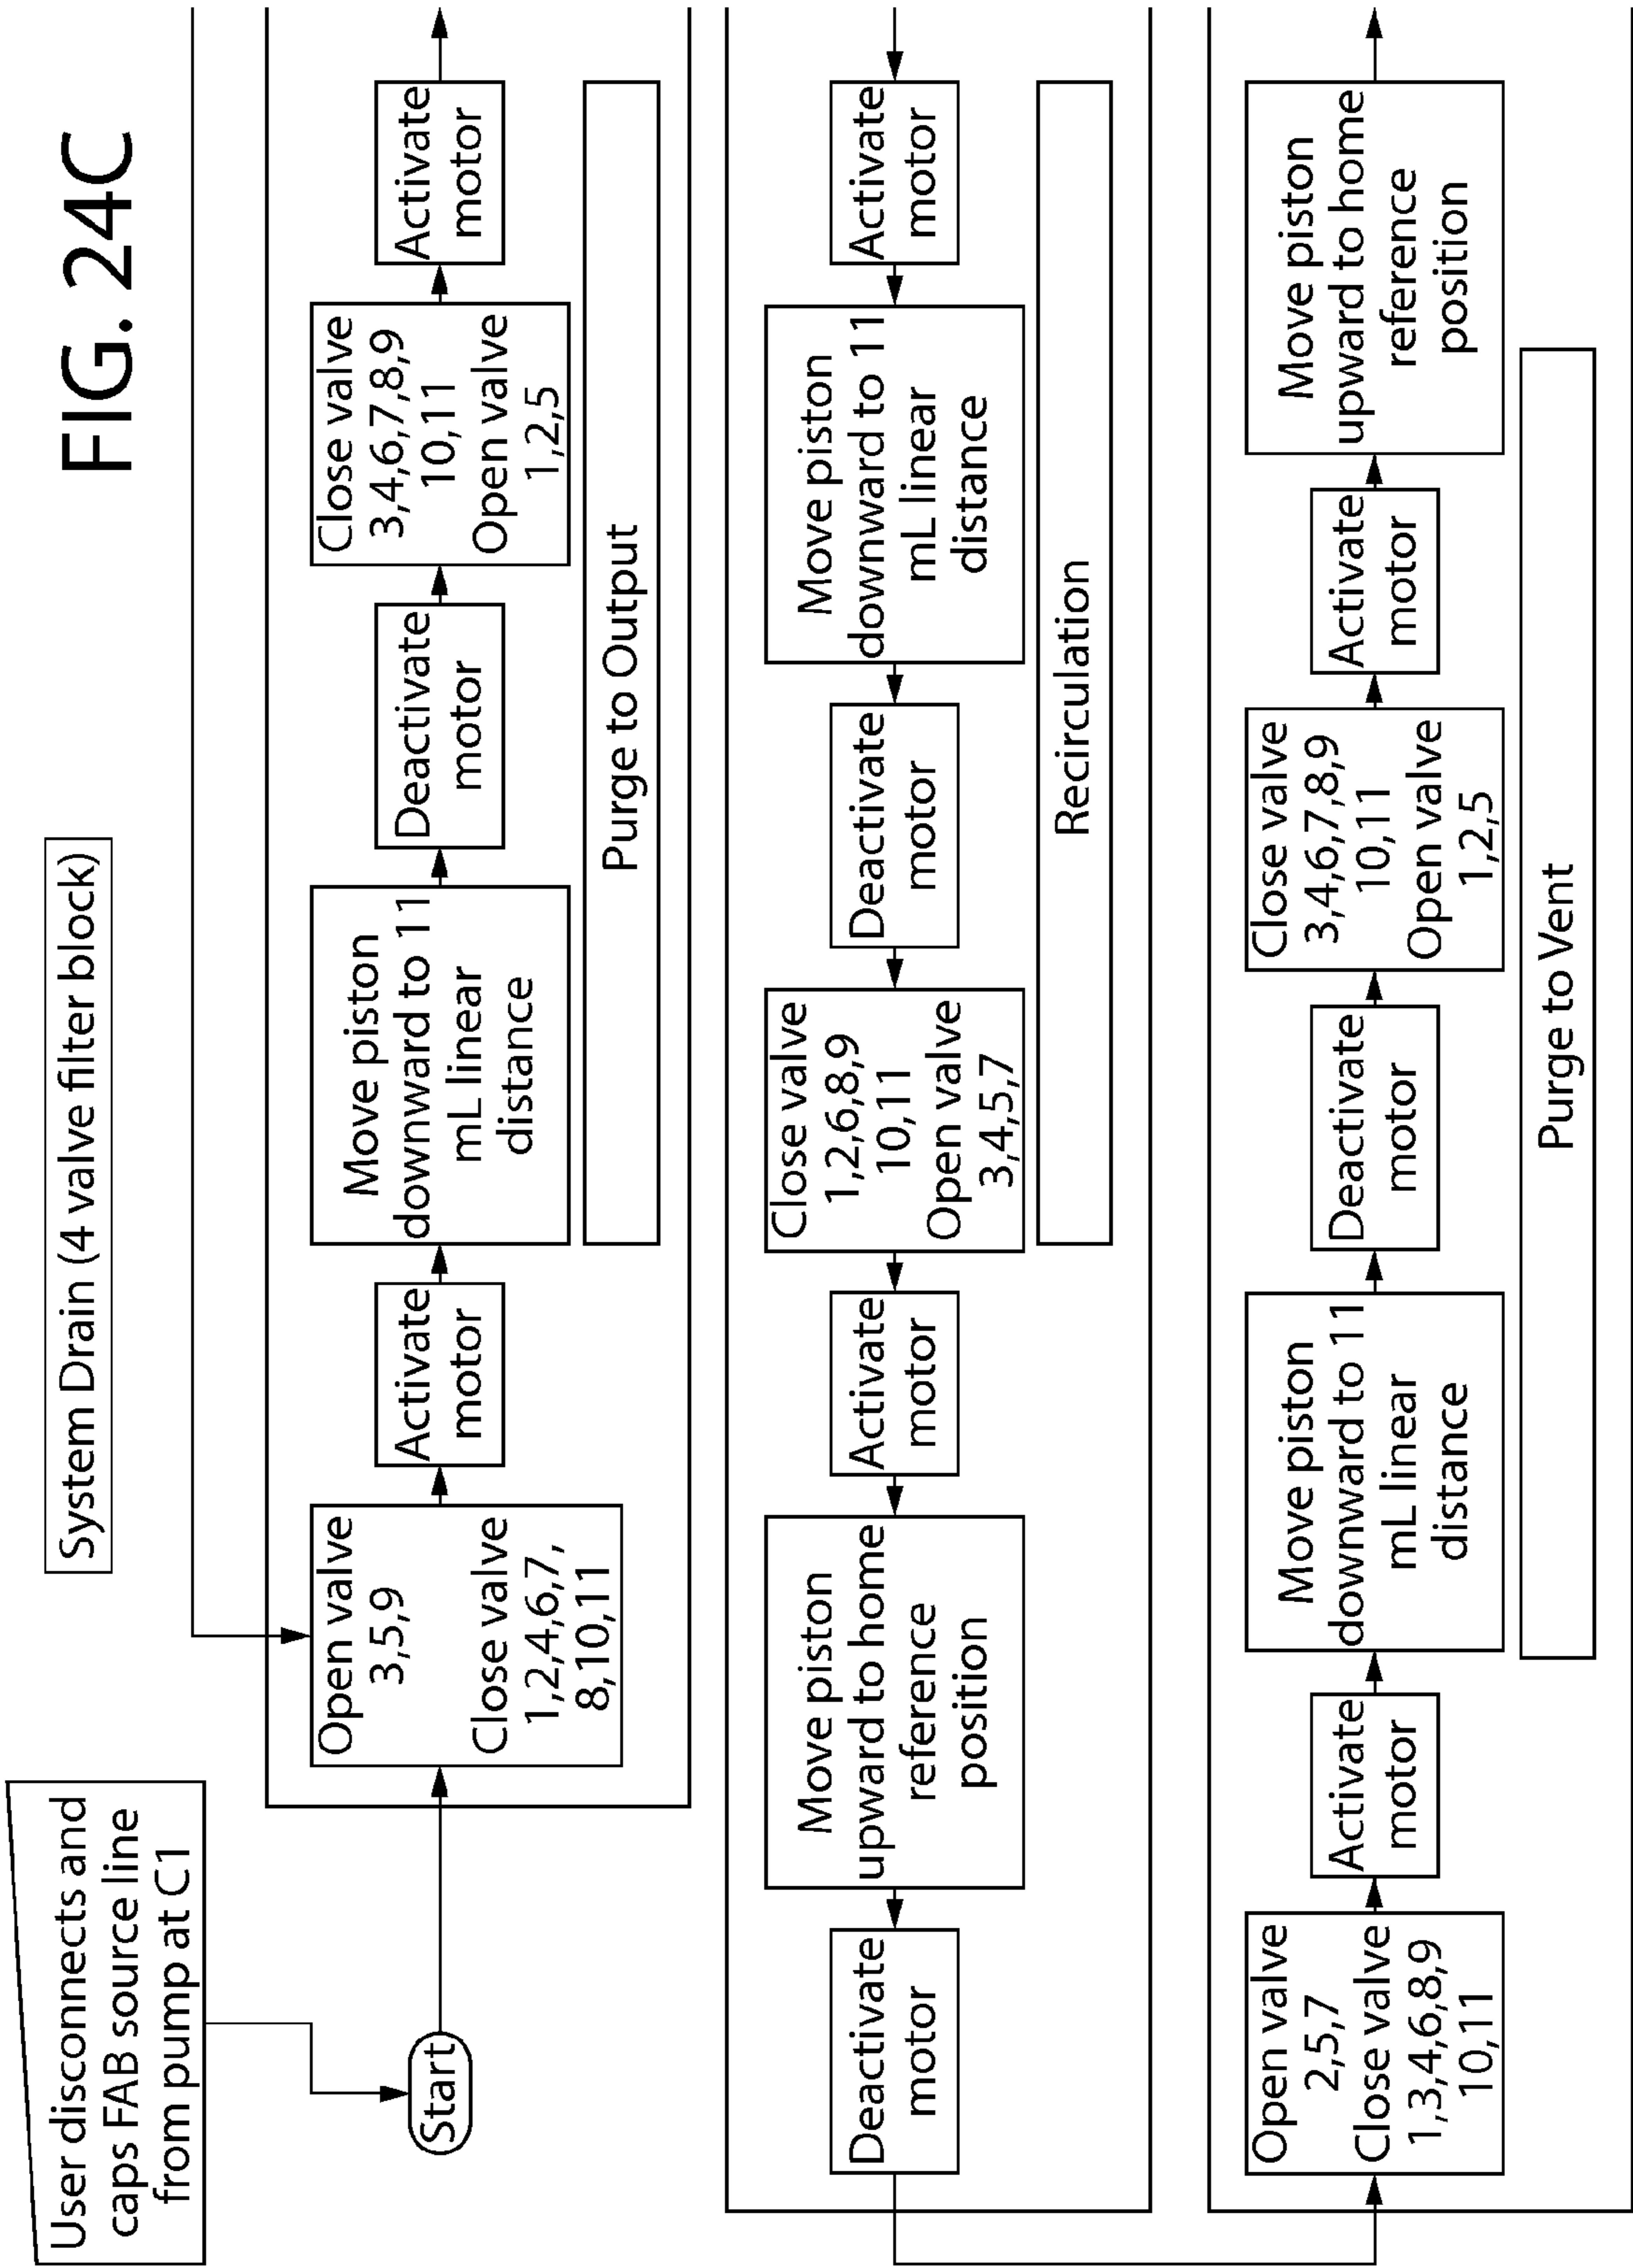 FIG. 24C
System Drain (4 valve filter block)
User disconnects and
caps FAB source line
from pump at C1
Start
Open valve
3,5,9
Close valve
1,2,4,6,7,
8,10,11
Activate
motor
Move piston
downward to 11
mL linear
distance
Deactivate
motor
Close valve
3,4,6,7,8,9
10,11
Open valve
1,2,5
Activate
motor
Purge to Output
Activate
motor
Move piston
downward to 11
mL linear
distance
Deactivate
motor
Close valve
1,2,6,8,9
10,11
Open valve
3,4,5,7
Activate
motor
Move piston
upward to home
reference
position
Deactivate
motor
Recirculation
Open valve
2,5,7
Close valve
1,3,4,6,8,9
10,11
Activate
motor
Move piston
downward to 11
mL linear
distance
Deactivate
motor
Close valve
3,4,6,7,8,9
10,11
Open valve
1,2,5
Activate
motor
Move piston
upward to home
reference
position
Purge to Vent